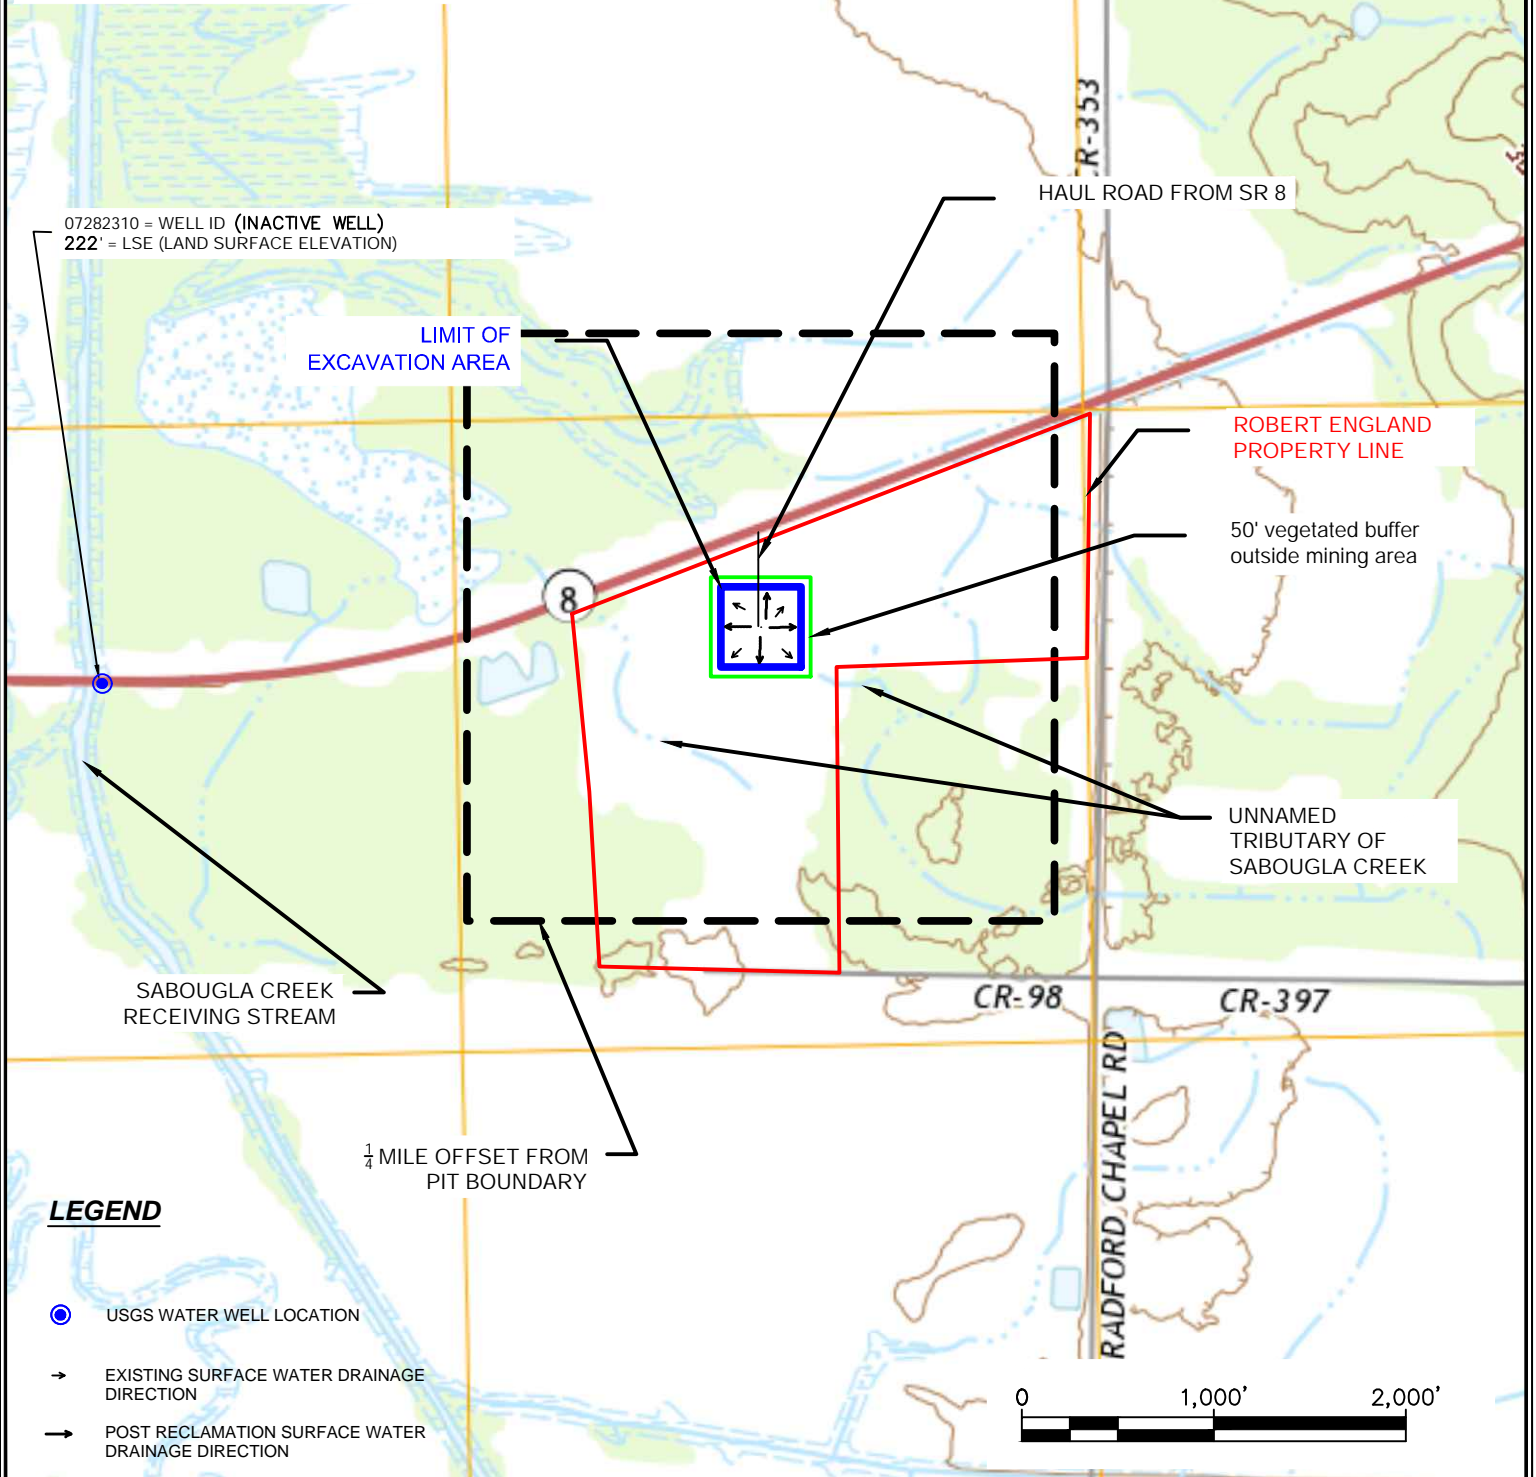 CR-353
HAUL ROAD FROM SR 8
07282310 = WELL ID (INACTIVE WELL)
222' = LSE (LAND SURFACE ELEVATION)
LIMIT OF
EXCAVATION AREA
ROBERT ENGLAND
PROPERTY LINE
50' vegetated buffer
outside mining area
8
UNNAMED
TRIBUTARY OF
SABOUGLA CREEK
SABOUGLA CREEK
RECEIVING STREAM
CR-98
CR-397
RADFORD CHAPEL RD
1/4 MILE OFFSET FROM
PIT BOUNDARY
LEGEND
USGS WATER WELL LOCATION
EXISTING SURFACE WATER DRAINAGE
DIRECTION
POST RECLAMATION SURFACE WATER
DRAINAGE DIRECTION
0 1,000' 2,000'